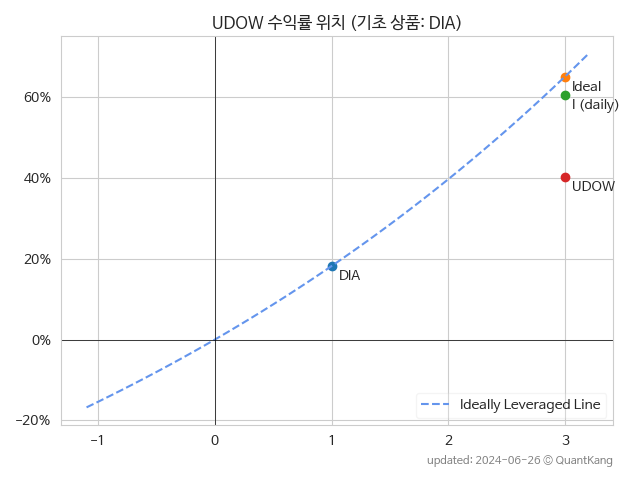 UDOW 수익률 위치 (기초 상품: DIA)
60%
40%
20%
0%
−20%
Ideal
I (daily)
UDOW
DIA
Ideally Leveraged Line
−1
0
1
2
3
updated: 2024-06-26 © QuantKang